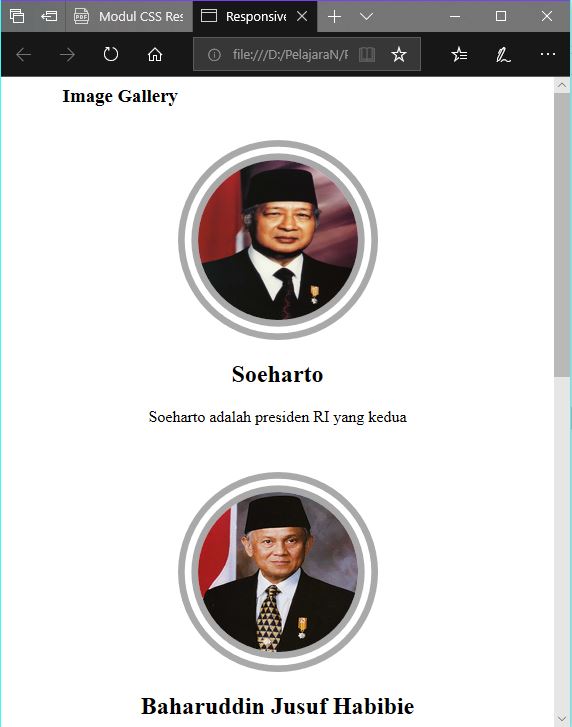 Modul CSS Res
Responsive
file:///D:/PelajaraN/F
Image Gallery
Soeharto
Soeharto adalah presiden RI yang kedua
Baharuddin Jusuf Habibie